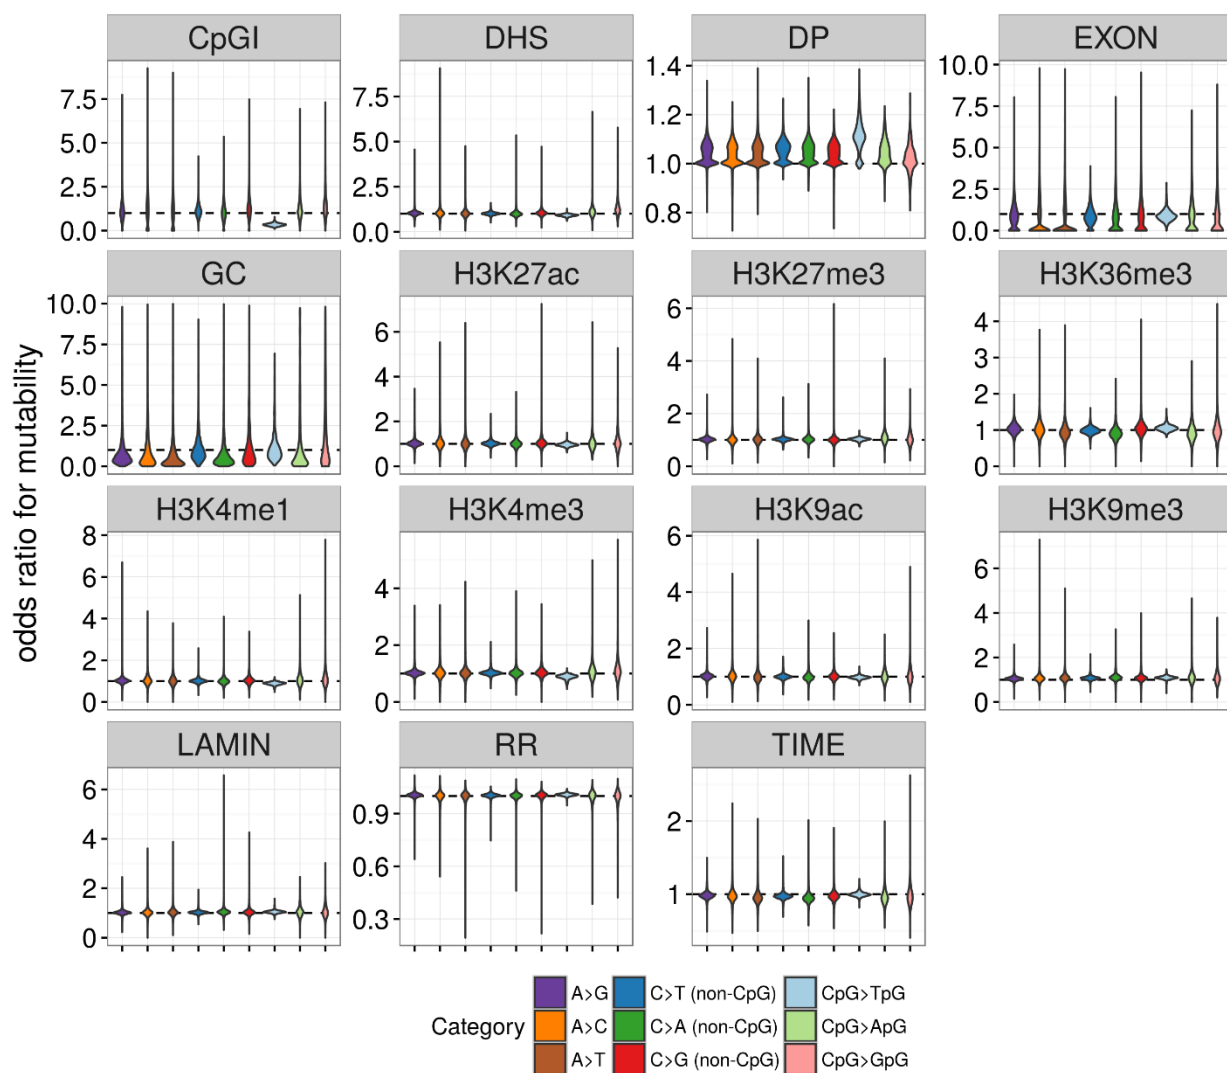 CpGI DHS DP EXON
7.5 5.0 2.5 0.0
7.5 5.0 2.5 0.0
1.4 1.2 1.0 0.8
10.0 7.5 5.0 2.5 0.0
GC H3K27ac H3K27me3 H3K36me3
10.0 7.5 5.0 2.5 0.0
6 4 2 0
6 4 2 0
4 3 2 1 0
odds ratio for mutability
H3K4me1 H3K4me3 H3K9ac H3K9me3
8 6 4 2 0
4 2 0
6 4 2 0
6 4 2 0
LAMIN RR TIME
6 4 2 0
0.9 0.6 0.3
2 1
Category
A>G C>T (non-CpG) CpG>TpG
A>C C>A (non-CpG) CpG>ApG
A>T C>G (non-CpG) CpG>GpG